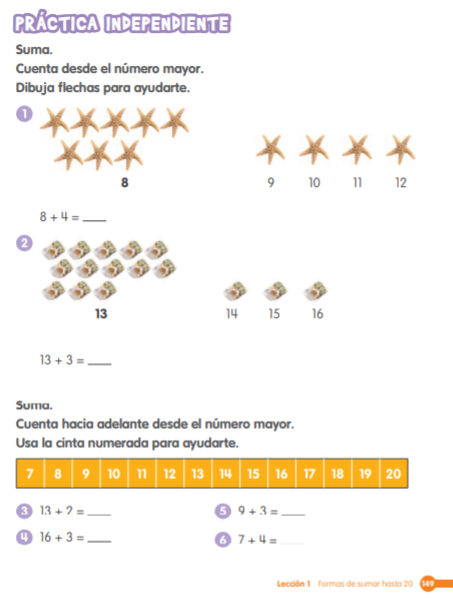 PRÁCTICA INDEPENDIENTE
Suma.
Cuenta desde el número mayor.
Dibuja flechas para ayudarte.
1
8
9 10 11 12
8 + 4 = ____
2
13
14 15 16
13 + 3 = ____
Suma.
Cuenta hacia adelante desde el número mayor.
Usa la cinta numerada para ayudarte.
7 8 9 10 11 12 13 14 15 16 17 18 19 20
3 13 + 2 = ____
5 9 + 3 = ____
4 16 + 3 = ____
6 7 + 4 = ____
Lección 1 Formas de sumar hasta 20 149